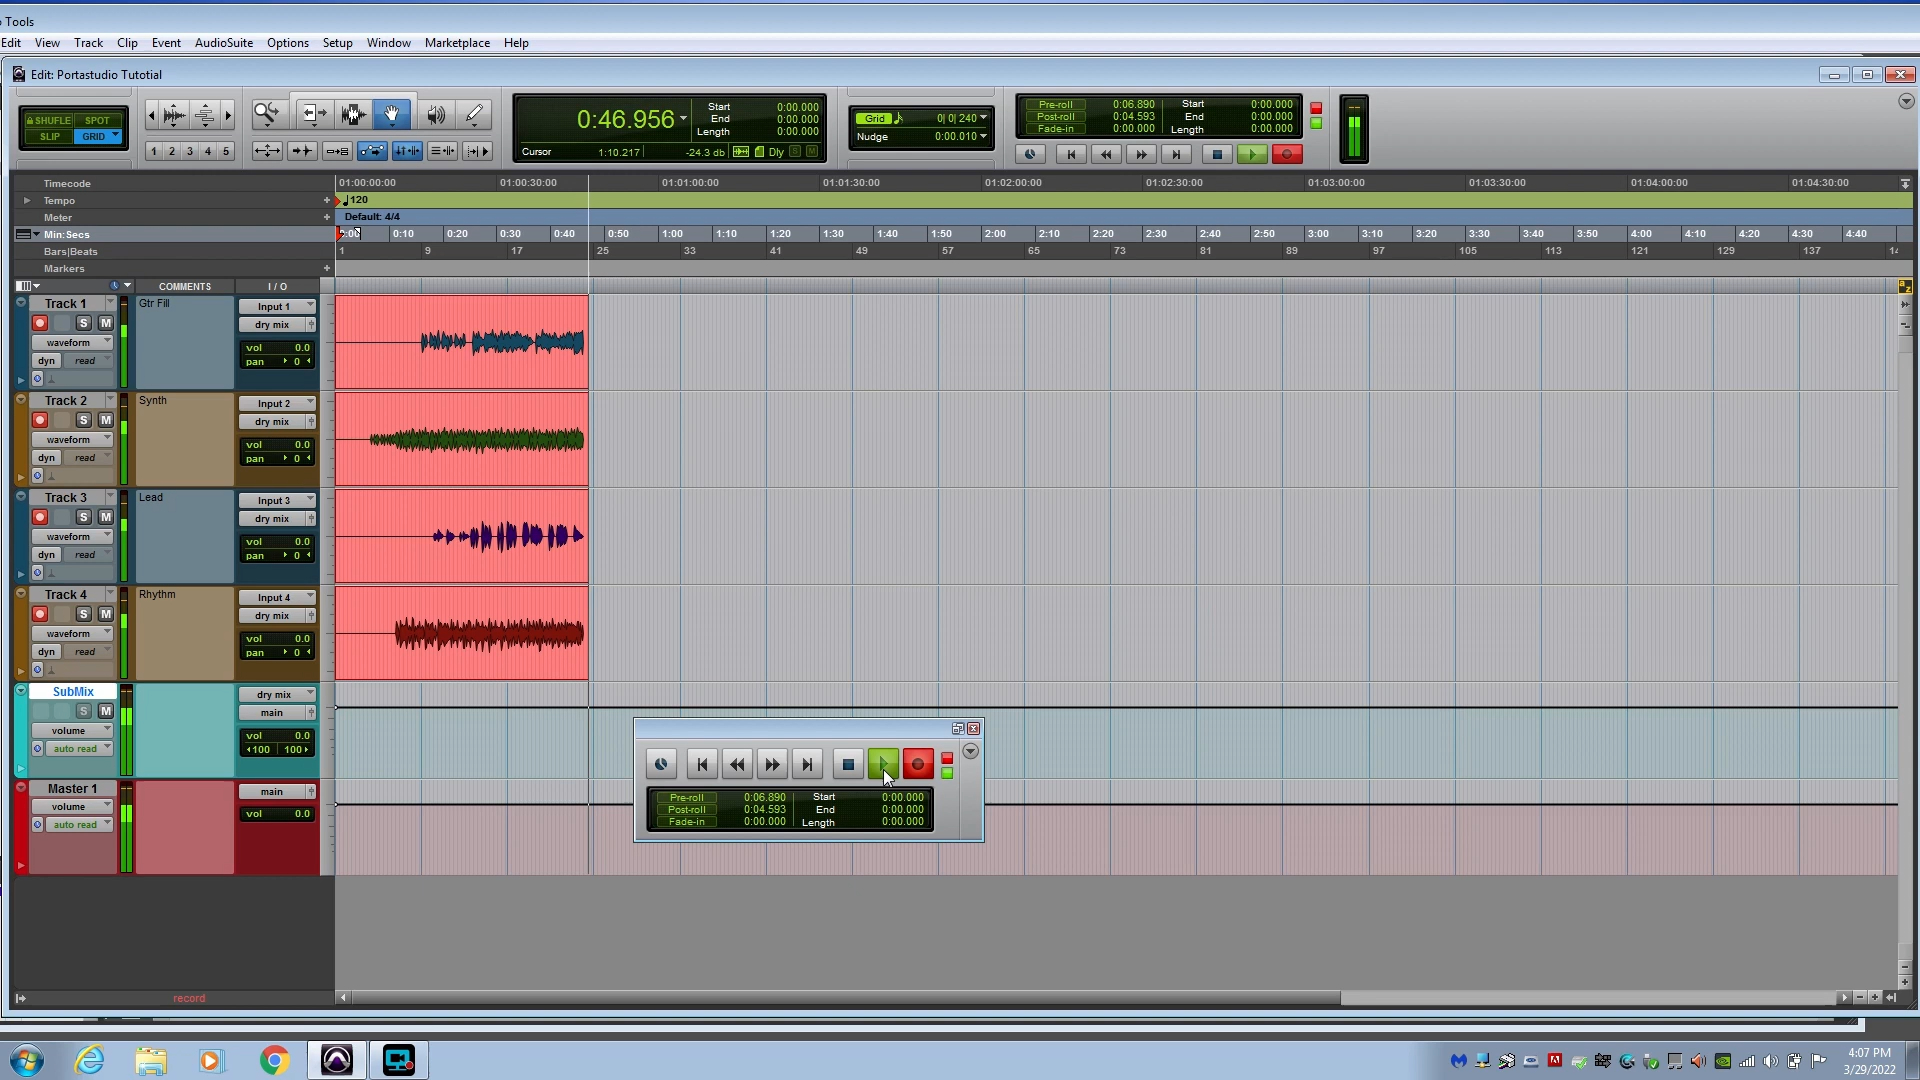 o Tools
Edit View Track Clip Event AudioSuite Options Setup Window Marketplace Help
Edit: Portastudio Tutotial
SHUFFLE SPOT
SLIP GRID
1 2 3 4 5
0:46.956
Start 0:00.000
End 0:00.000
Length 0:00.000
Cursor 1:10.217 -24.3 db Dly S M
Grid 0| 0| 240
Nudge 0:00.010
Pre-roll 0:06.890 Start 0:00.000
Post-roll 0:04.593 End 0:00.000
Fade-in 0:00.000 Length 0:00.000
Timecode 01:00:00:00 01:00:30:00 01:01:00:00 01:01:30:00 01:02:00:00 01:02:30:00 01:03:00:00 01:03:30:00 01:04:00:00 01:04:30:00
Tempo + 120
Meter + Default: 4/4
Min:Secs 0:10 0:20 0:30 0:40 0:50 1:00 1:10 1:20 1:30 1:40 1:50 2:00 2:10 2:20 2:30 2:40 2:50 3:00 3:10 3:20 3:30 3:40 3:50 4:00 4:10 4:20 4:30 4:40
Bars|Beats 1 9 17 25 33 41 49 57 65 73 81 89 97 105 113 121 129 137
Markers +
COMMENTS I / O
a z
Track 1 Gtr Fill Input 1
S M dry mix
waveform vol 0.0
dyn read pan 0
Track 2 Synth Input 2
S M dry mix
waveform vol 0.0
dyn read pan 0
Track 3 Lead Input 3
S M dry mix
waveform vol 0.0
dyn read pan 0
Track 4 Rhythm Input 4
S M dry mix
waveform vol 0.0
dyn read pan 0
SubMix dry mix
S M main
volume vol 0.0
auto read 100 100
Master 1 main
volume vol 0.0
auto read
Pre-roll 0:06.890 Start 0:00.000
Post-roll 0:04.593 End 0:00.000
Fade-in 0:00.000 Length 0:00.000
record
4:07 PM
3/29/2022